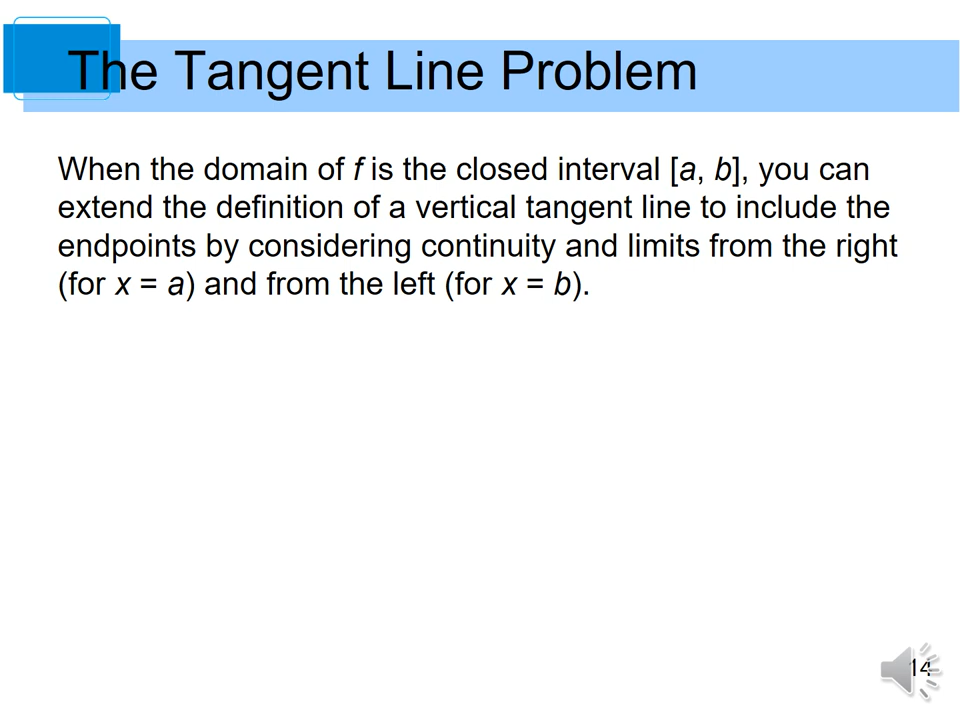 The Tangent Line Problem
When the domain of f is the closed interval [a, b], you can
extend the definition of a vertical tangent line to include the
endpoints by considering continuity and limits from the right
(for x = a) and from the left (for x = b).
14